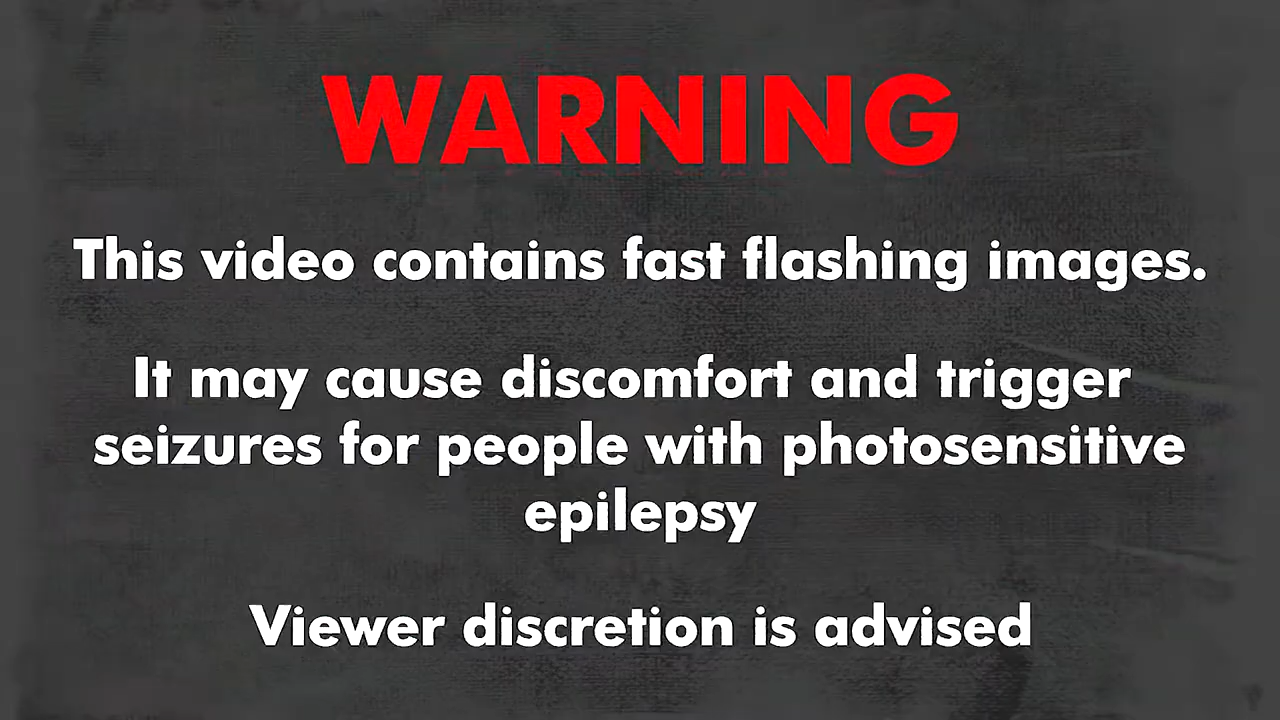 WARNING
This video contains fast flashing images.
It may cause discomfort and trigger
seizures for people with photosensitive
epilepsy
Viewer discretion is advised